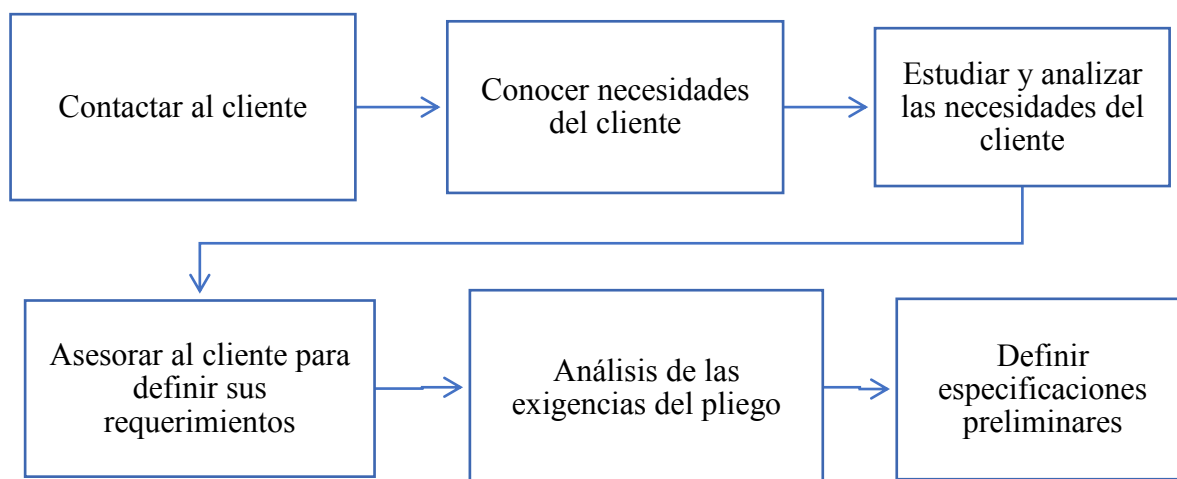 Contactar al cliente
Conocer necesidades
del cliente
Estudiar y analizar
las necesidades del
cliente
Asesorar al cliente para
definir sus
requerimientos
Análisis de las
exigencias del pliego
Definir
especificaciones
preliminares